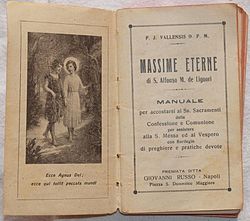 Ecce Agnus Dei;
ecce qui tollit peccata mundi
P. J. VALLENSIS O. F. M.
MASSIME ETERNE
di S. Alfonso M. de Liguori
MANUALE
per accostarsi ai Ss. Sacramenti
della
Confessione e Comunione
per assistere
alla S. Messa ed ai Vespero
con florilegio
di preghiere e pratiche devote
PREMIATA DITTA
GIOVANNI RUSSO - Napoli
Piazza S. Domenico Maggiore